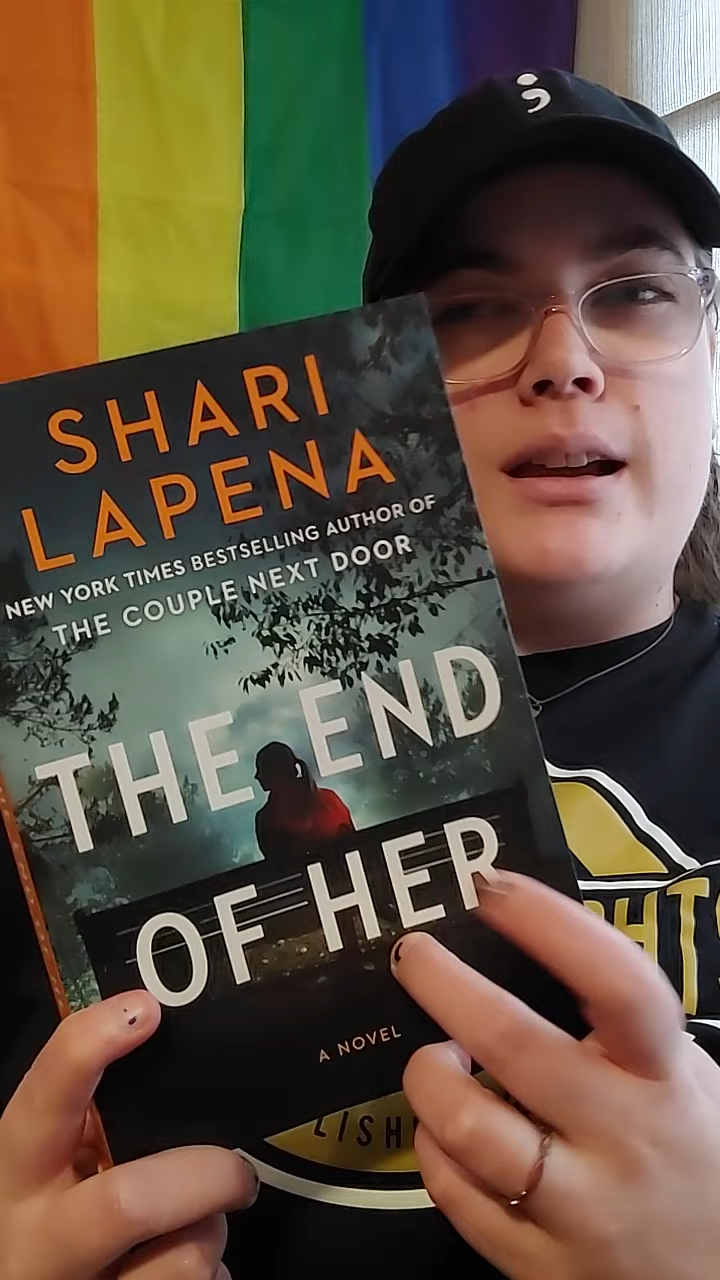 ;
SHARI
LAPENA
NEW YORK TIMES BESTSELLING AUTHOR OF
THE COUPLE NEXT DOOR
THE END
OF HER
A NOVEL